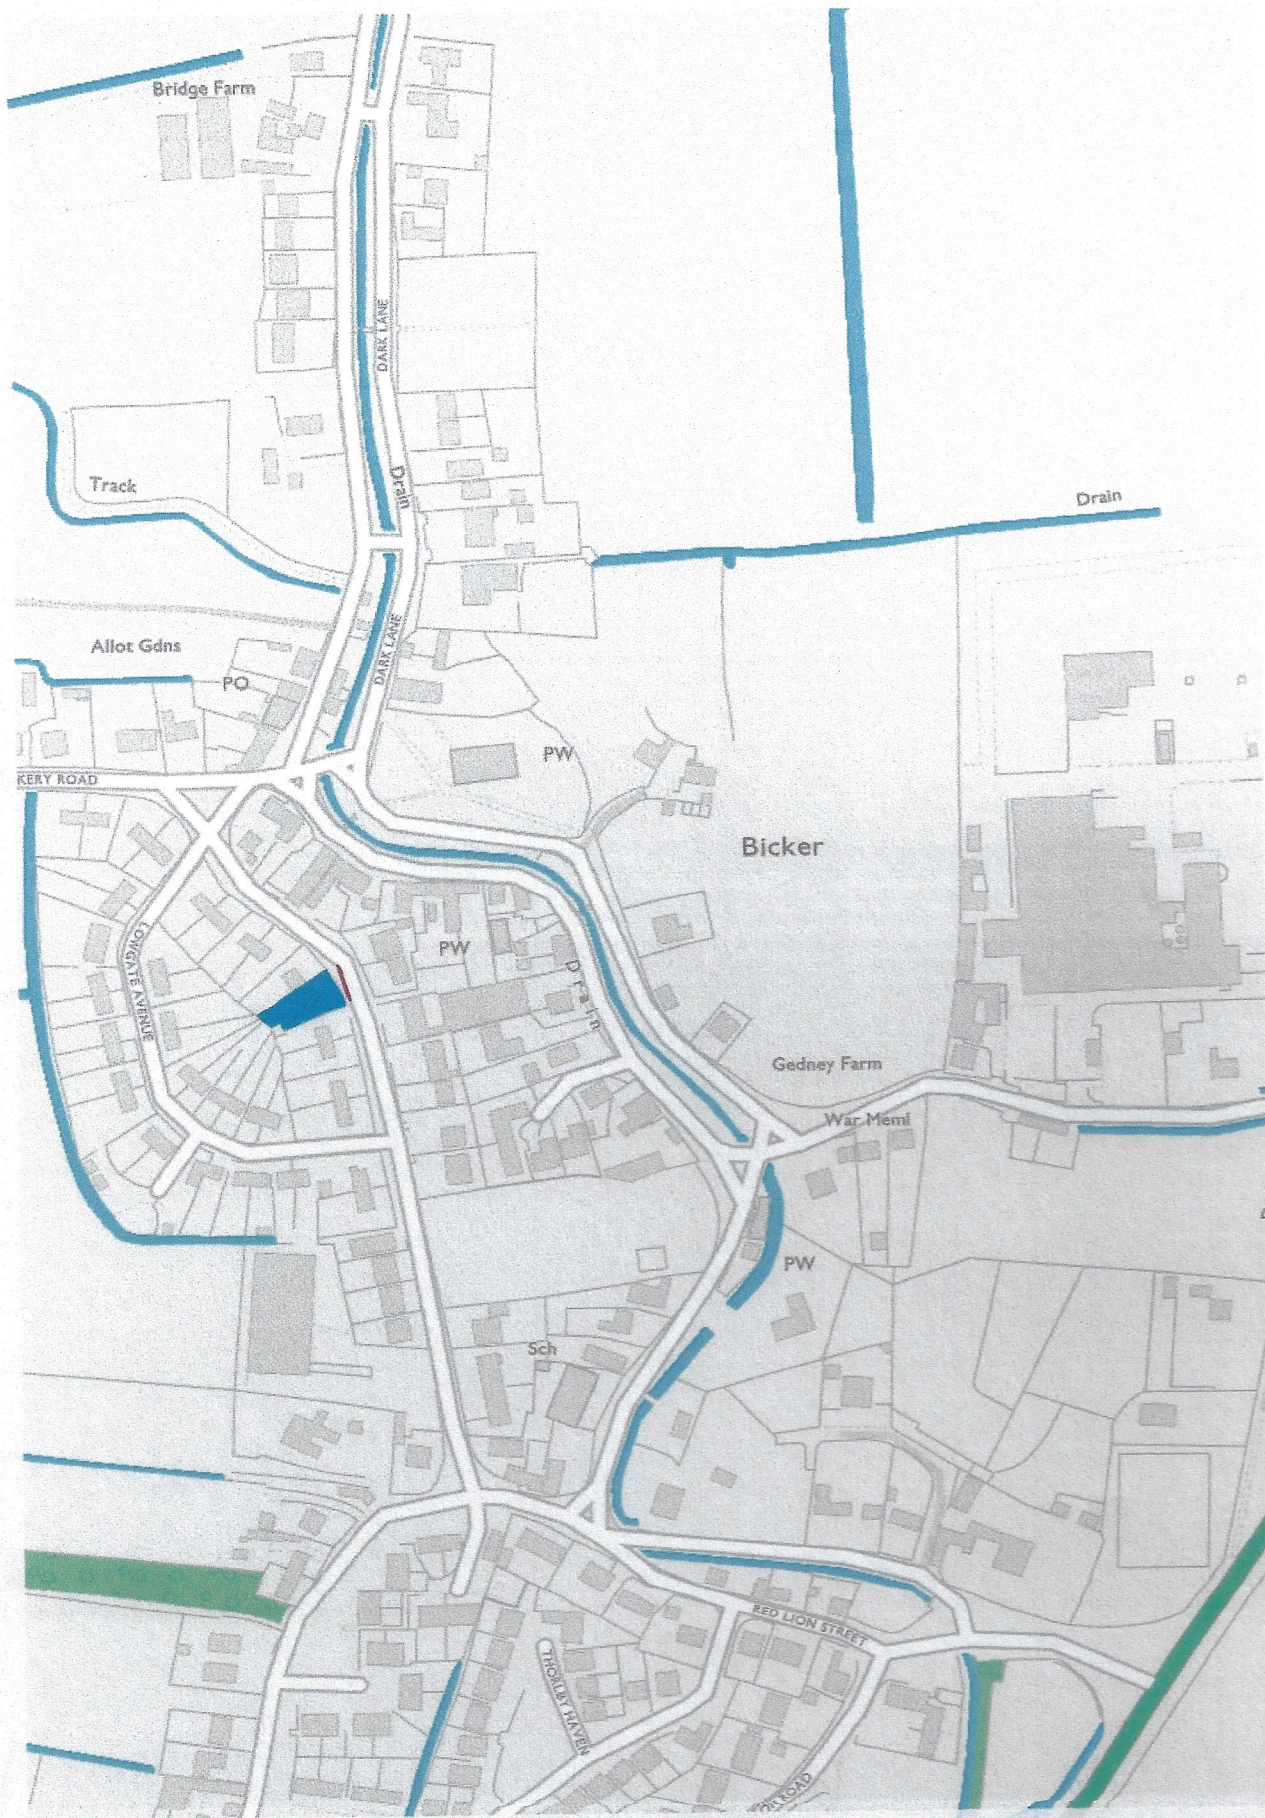 Bridge Farm
DARK LANE
Track
Drain
Drain
Allot Gdns
DARK LANE
PO
PW
KERY ROAD
Bicker
LOWGATE AVENUE
PW
Drain
Gedney Farm
War Meml
PW
Sch
RED LION STREET
THORLBY HAVEN
ROAD